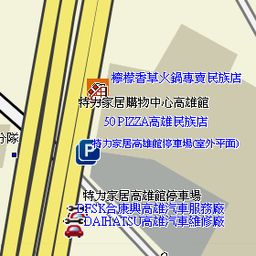 檸檬香草火鍋專賣民族店
特力家居購物中心高雄館
50 PIZZA高雄民族店
分隊
特力家居高雄館停車場(室外平面)
P
特力家居高雄館停車場
DFSK合康興高雄汽車服務廠
DAIHATSU高雄汽車維修廠